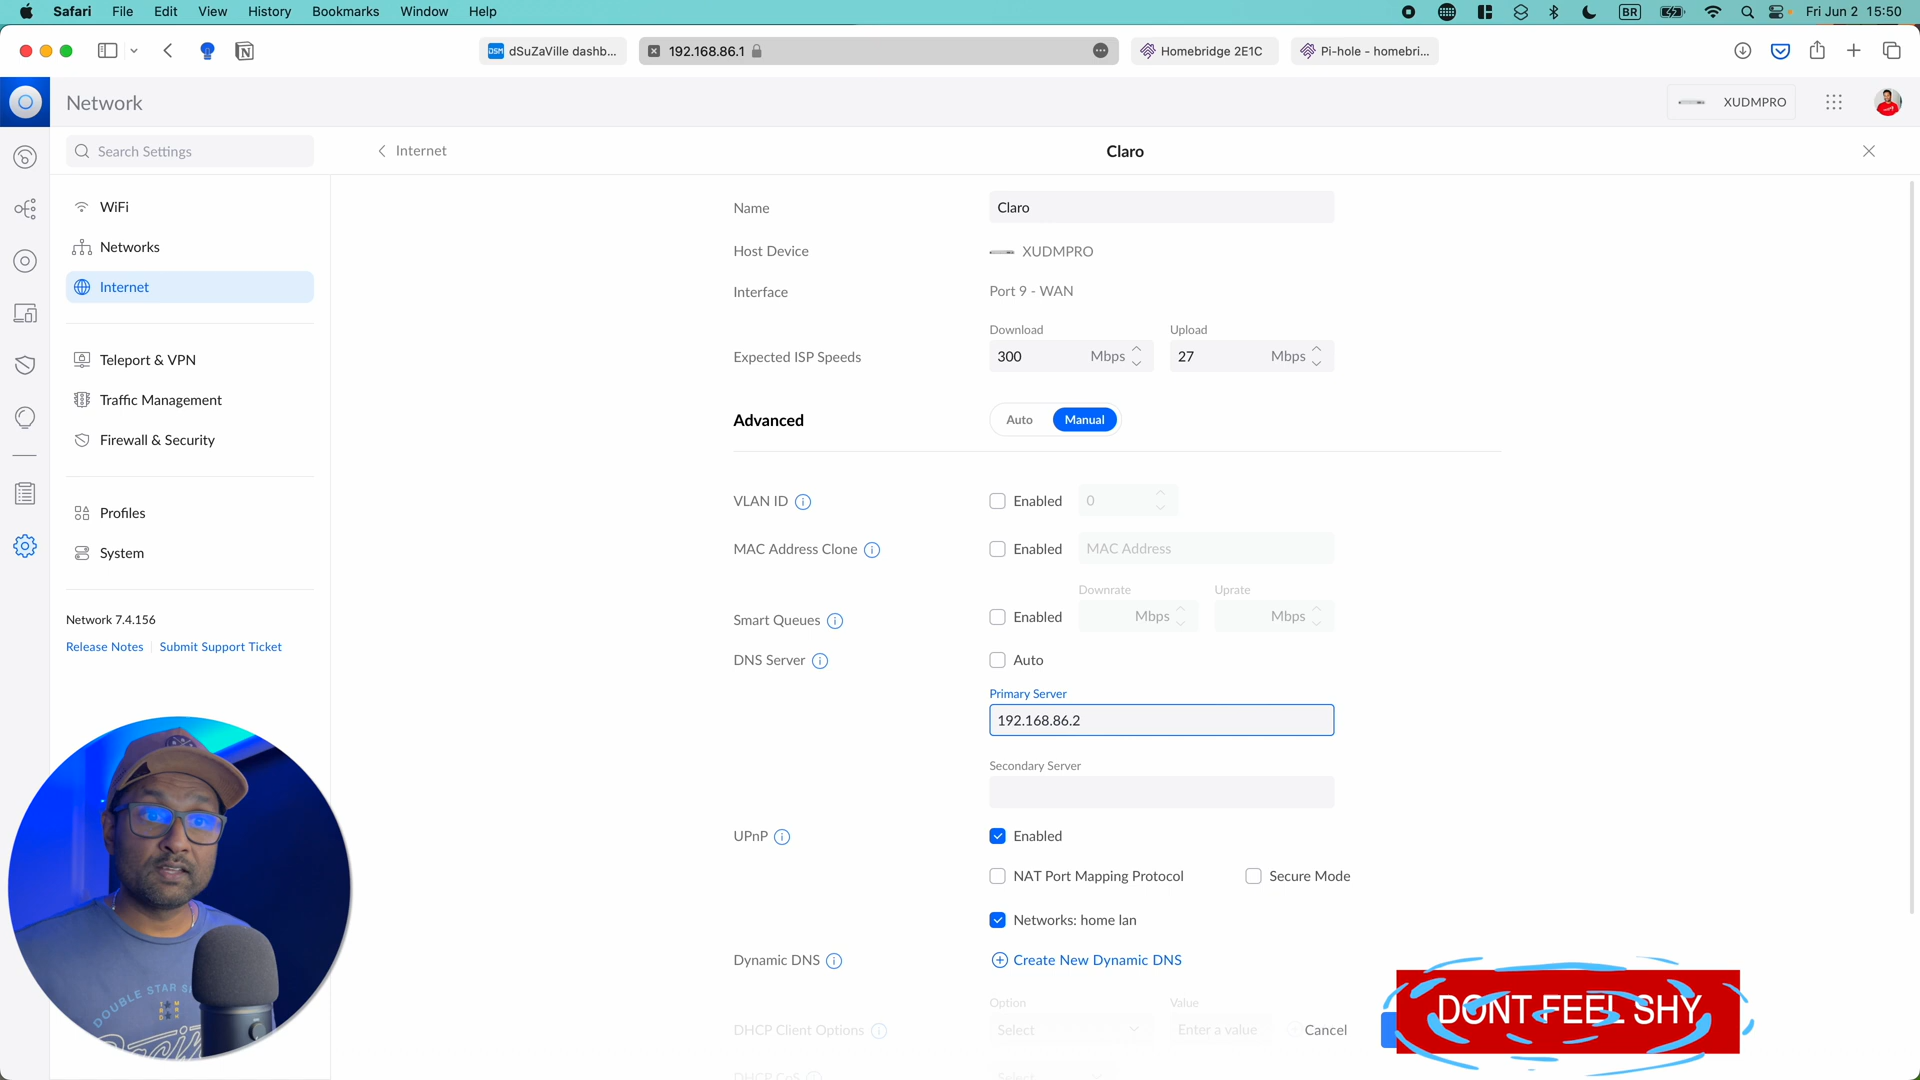 Safari File Edit View History Bookmarks Window Help BR Fri Jun 2 15:50
DSM dSuZaVille dashb... 192.168.86.1 Homebridge 2E1C Pi-hole - homebri...
Network XUDMPRO
Search Settings Internet Claro
WiFi
Networks
Internet
Teleport & VPN
Traffic Management
Firewall & Security
Profiles
System
Network 7.4.156
Release Notes Submit Support Ticket
Name Claro
Host Device XUDMPRO
Interface Port 9 - WAN
Download Upload
Expected ISP Speeds 300 Mbps 27 Mbps
Advanced Auto Manual
VLAN ID Enabled 0
MAC Address Clone Enabled MAC Address
Downrate Uprate
Smart Queues Enabled Mbps Mbps
DNS Server Auto
Primary Server
192.168.86.2
Secondary Server
UPnP Enabled
NAT Port Mapping Protocol Secure Mode
Networks: home lan
Dynamic DNS Create New Dynamic DNS
Option Value
DHCP Client Options Select Enter a value Cancel
DHCP CoS Select
DONT FEEL SHY
DOUBLE STAR